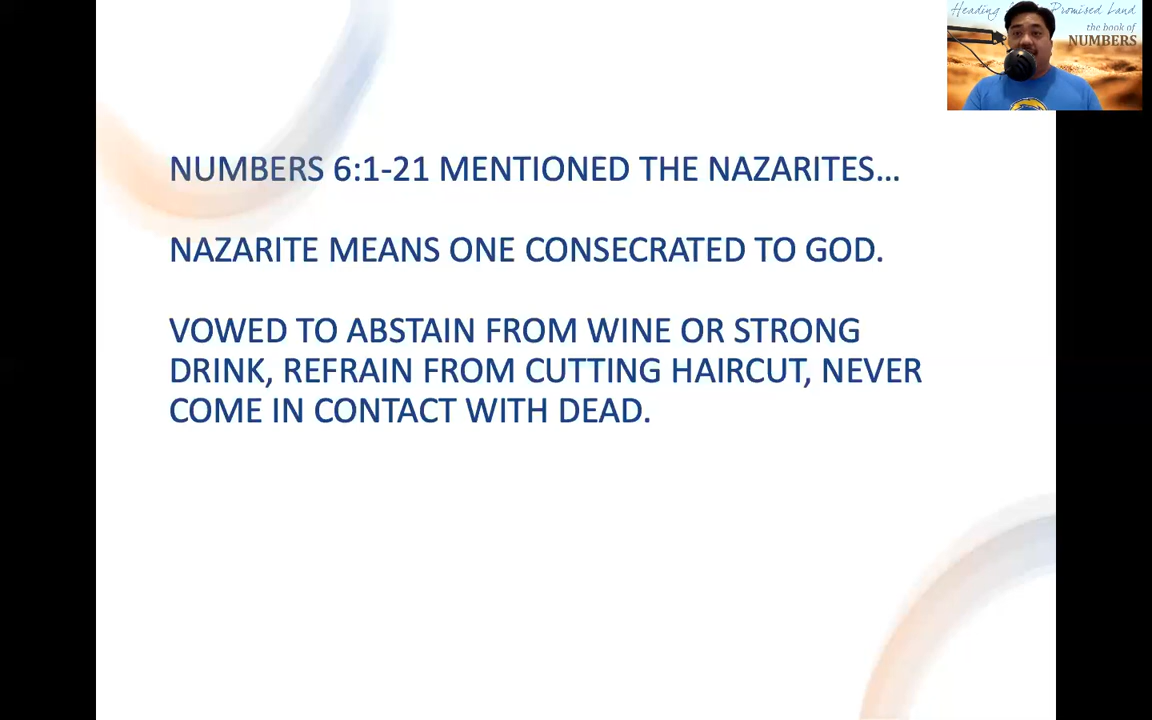 Heading Promised Land
the book of
NUMBERS
NUMBERS 6:1-21 MENTIONED THE NAZARITES...
NAZARITE MEANS ONE CONSECRATED TO GOD.
VOWED TO ABSTAIN FROM WINE OR STRONG
DRINK, REFRAIN FROM CUTTING HAIRCUT, NEVER
COME IN CONTACT WITH DEAD.